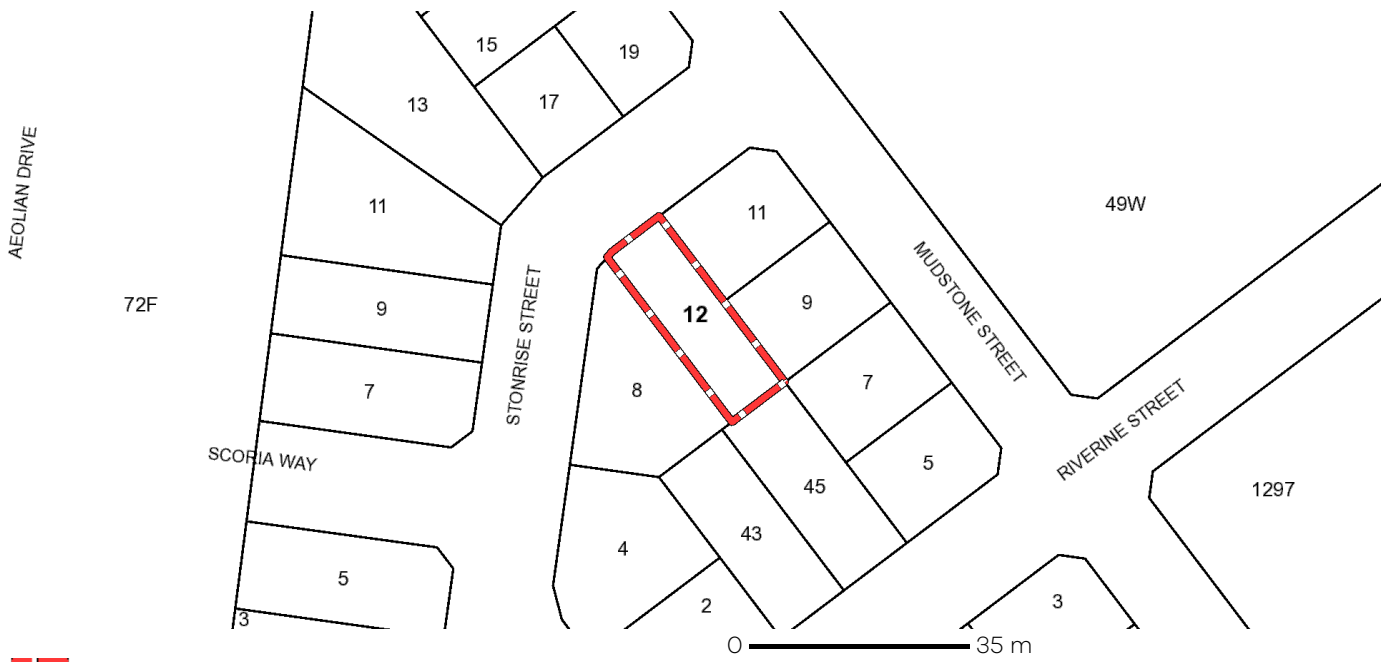 15
19
13
17
AEOLIAN DRIVE
11
11
49W
72F
9
STONRISE STREET
12
9
MUDSTONE STREET
7
8
7
SCORIA WAY
5
RIVERINE STREET
45
1297
43
4
5
2
3
3
0 35 m